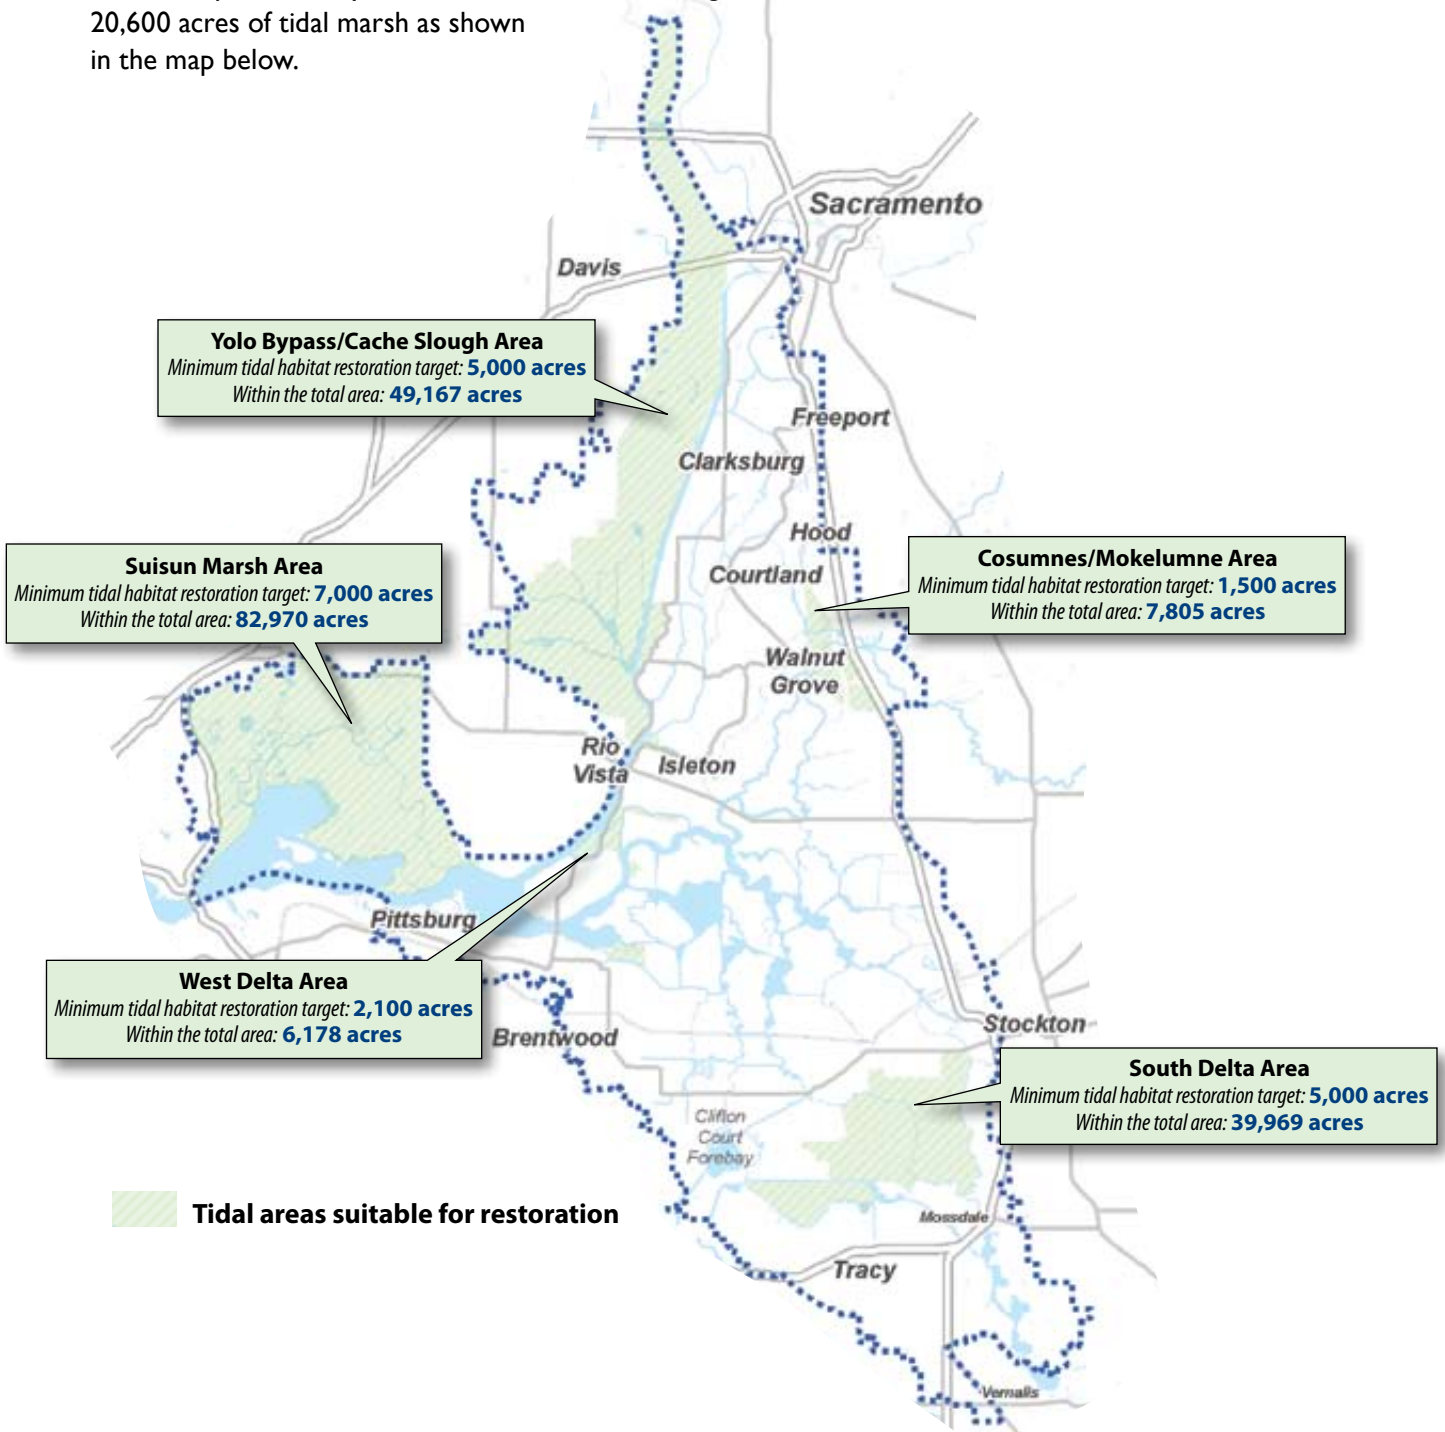 20,600 acres of tidal marsh as shown
in the map below.
Sacramento
Davis
Yolo Bypass/Cache Slough Area
Minimum tidal habitat restoration target: 5,000 acres
Within the total area: 49,167 acres
Freeport
Clarksburg
Hood
Courtland
Suisun Marsh Area
Minimum tidal habitat restoration target: 7,000 acres
Within the total area: 82,970 acres
Cosumnes/Mokelumne Area
Minimum tidal habitat restoration target: 1,500 acres
Within the total area: 7,805 acres
Walnut
Grove
Rio
Vista
Isleton
Pittsburg
West Delta Area
Minimum tidal habitat restoration target: 2,100 acres
Within the total area: 6,178 acres
Brentwood
Stockton
South Delta Area
Minimum tidal habitat restoration target: 5,000 acres
Within the total area: 39,969 acres
Clifton
Court
Forebay
Tidal areas suitable for restoration
Mossdale
Tracy
Vernalis